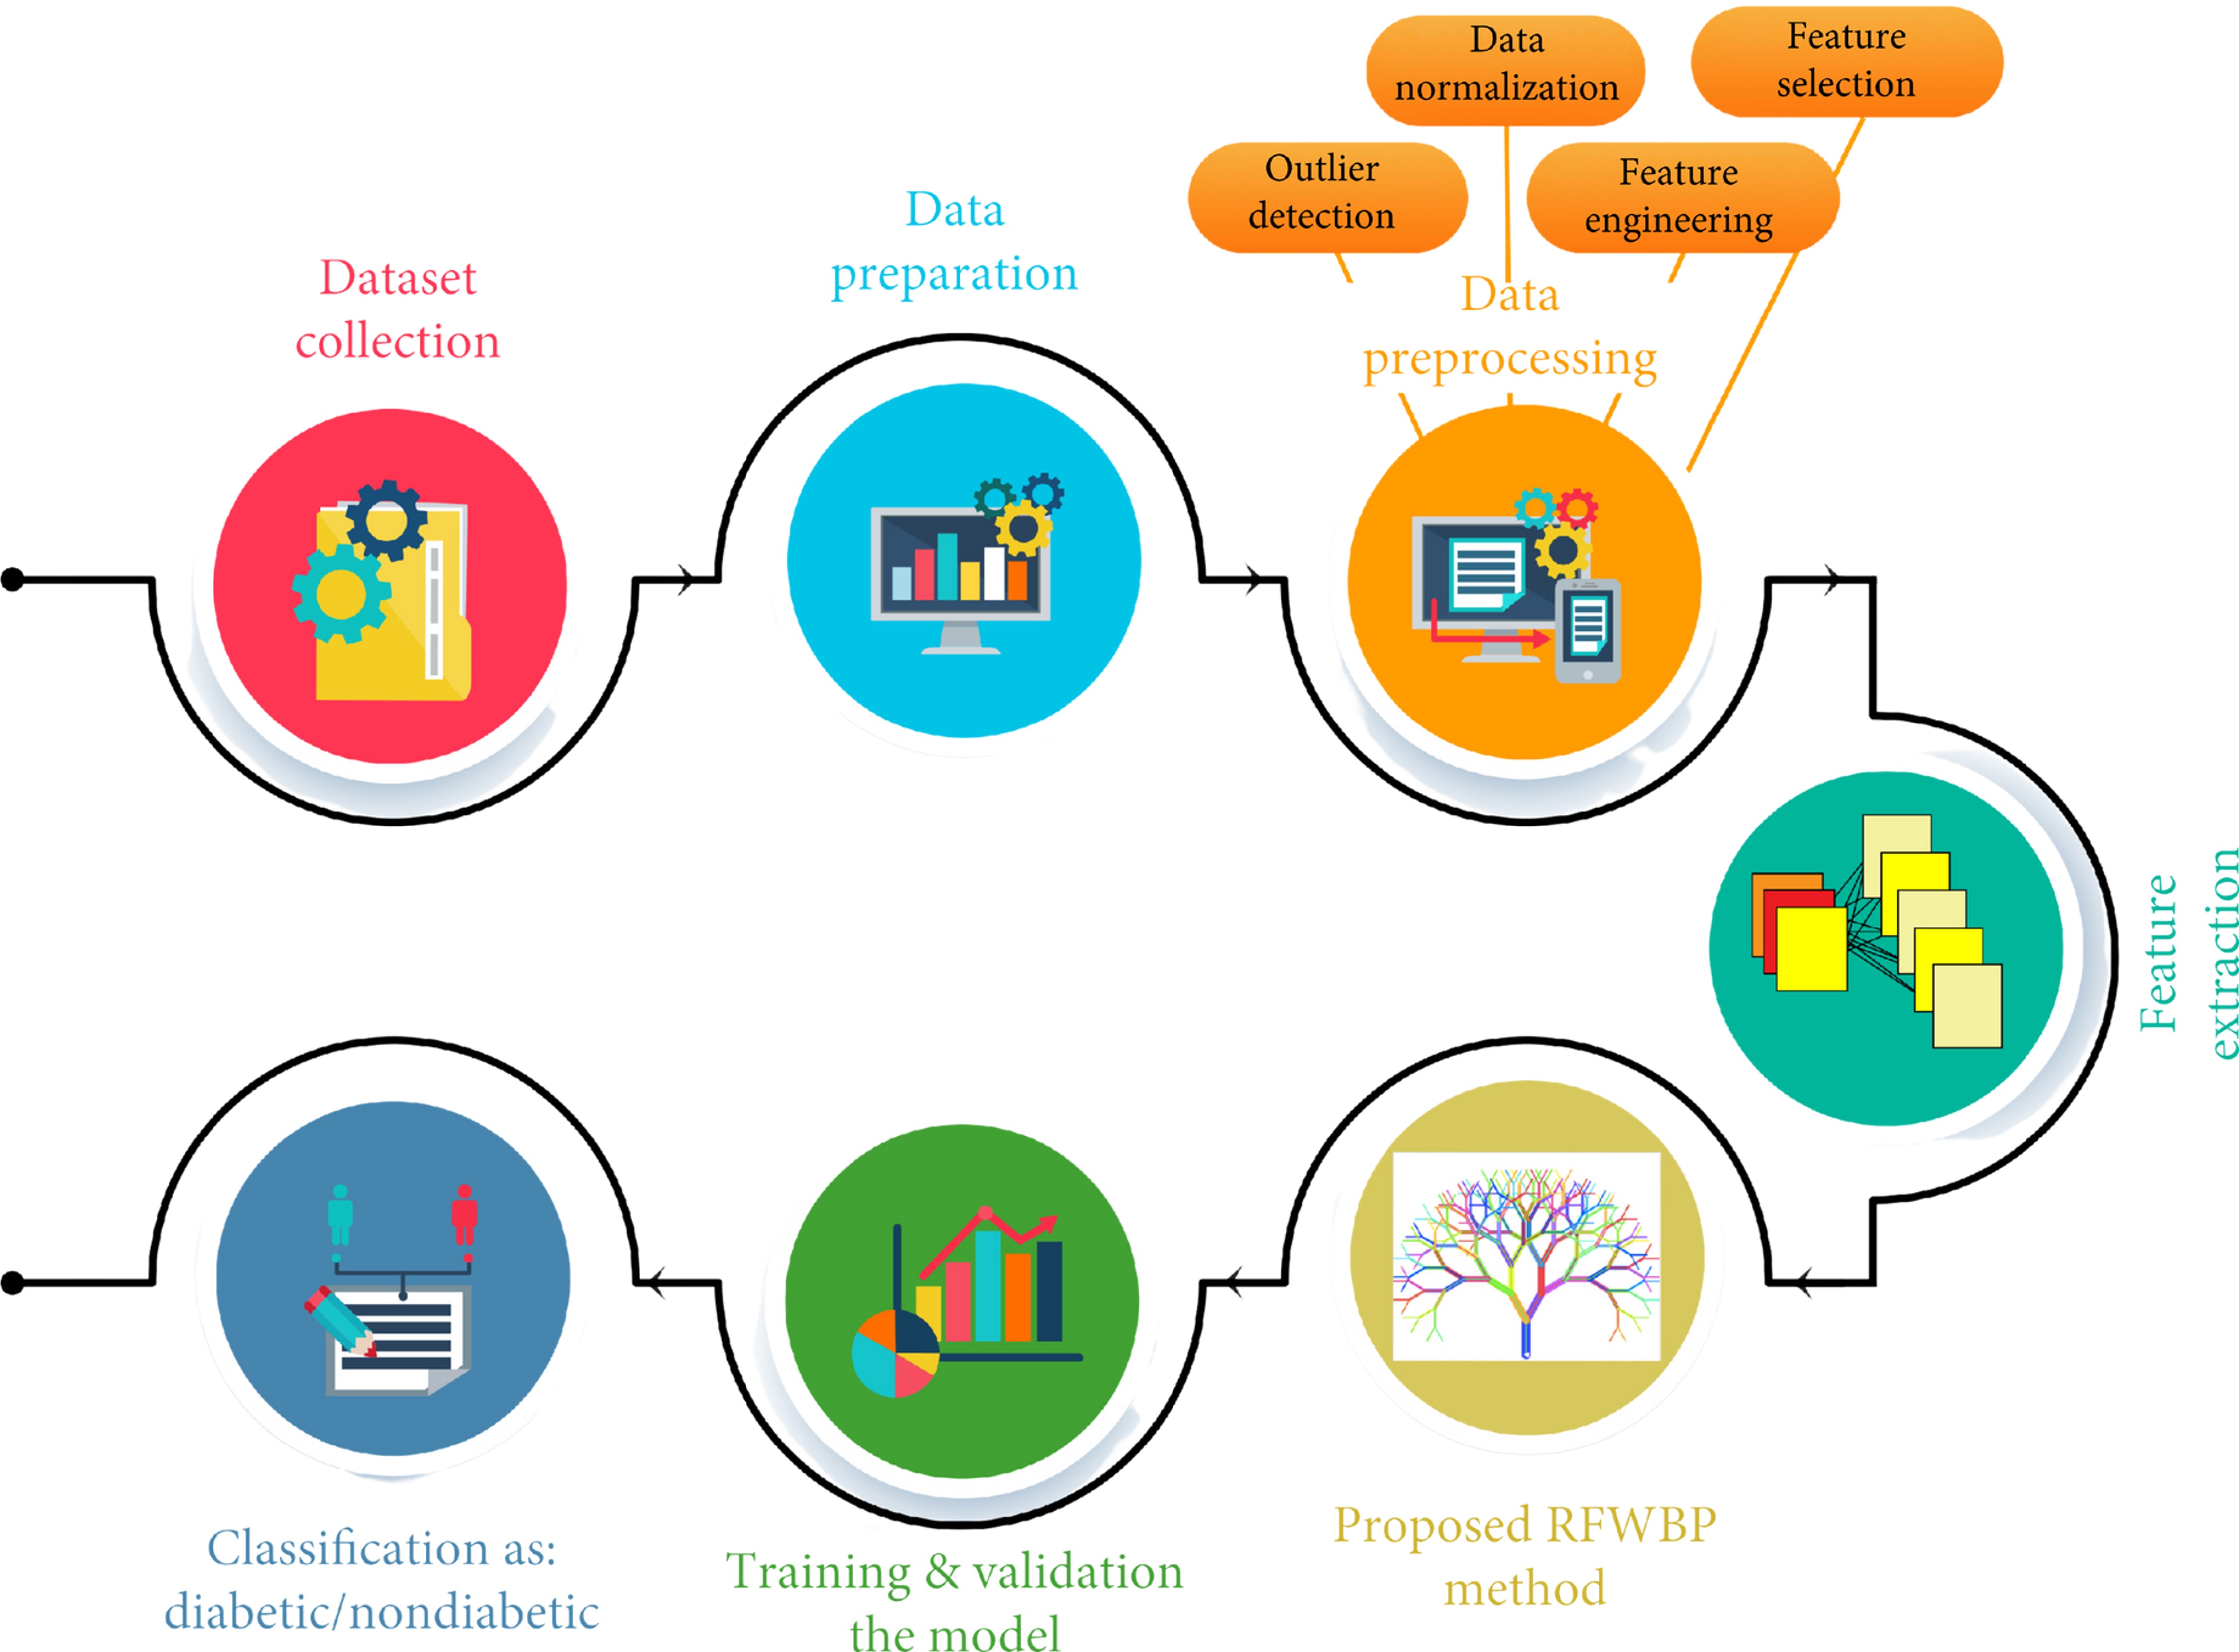 Dataset
collection
Data
preparation
Outlier
detection
Data
normalization
Feature
engineering
Feature
selection
Data
preprocessing
Feature
extraction
Proposed RFWBP
method
Training & validation
the model
Classification as:
diabetic/nondiabetic